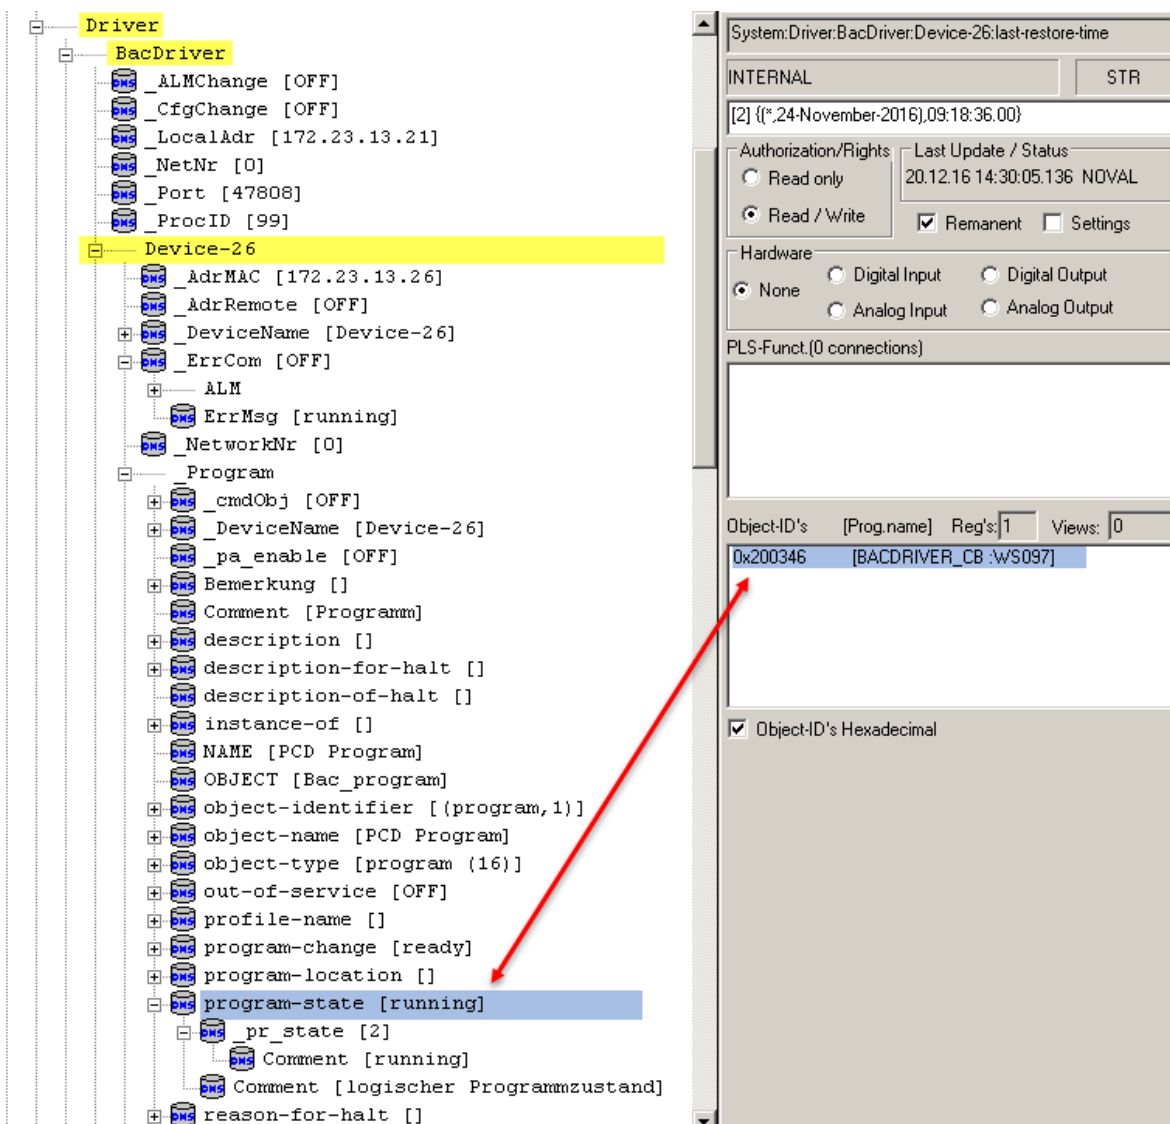 Driver
BacDriver
_ALMChange [OFF]
_CfgChange [OFF]
_LocalAdr [172.23.13.21]
_NetNr [0]
_Port [47808]
_ProcID [99]
Device-26
_AdrMAC [172.23.13.26]
_AdrRemote [OFF]
_DeviceName [Device-26]
_ErrCom [OFF]
ALM
ErrMsg [running]
_NetworkNr [0]
_Program
_cmdObj [OFF]
_DeviceName [Device-26]
_pa_enable [OFF]
Bemerkung []
Comment [Programm]
description []
description-for-halt []
description-of-halt []
instance-of []
NAME [PCD Program]
OBJECT [Bac_program]
object-identifier [(program,1)]
object-name [PCD Program]
object-type [program (16)]
out-of-service [OFF]
profile-name []
program-change [ready]
program-location []
program-state [running]
_pr_state [2]
Comment [running]
Comment [logischer Programmzustand]
reason-for-halt []
System:Driver:BacDriver:Device-26:last-restore-time
INTERNAL STR
[2] {(*,24-November-2016),09:18:36.00}
Authorization/Rights Last Update / Status
Read only 20.12.16 14:30:05.136 NOVAL
Read / Write Remanent Settings
Hardware
None Digital Input Digital Output
Analog Input Analog Output
PLS-Funct.(0 connections)
Object-ID's [Prog.name] Reg's: 1 Views: 0
0x200346 [BACDRIVER_CB :WS097]
Object-ID's Hexadecimal